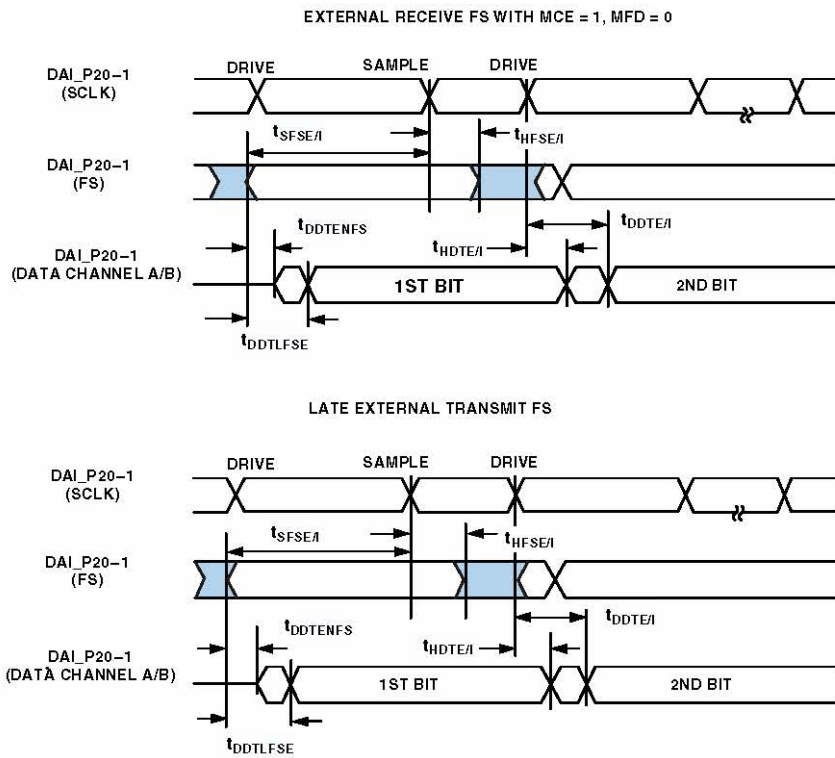 EXTERNAL RECEIVE FS WITH MCE = 1, MFD = 0
DAI_P20–1
(SCLK)
DRIVE
SAMPLE
DRIVE
tSFSE/I
tHFSE/I
DAI_P20–1
(FS)
tDDTENFS
tHDTE/I
tDDTE/I
DAI_P20–1
(DATA CHANNEL A/B)
1ST BIT
2ND BIT
tDDTLFSE
LATE EXTERNAL TRANSMIT FS
DAI_P20–1
(SCLK)
DRIVE
SAMPLE
DRIVE
tSFSE/I
tHFSE/I
DAI_P20–1
(FS)
tDDTENFS
tHDTE/I
tDDTE/I
DAI_P20–1
(DATA CHANNEL A/B)
1ST BIT
2ND BIT
tDDTLFSE